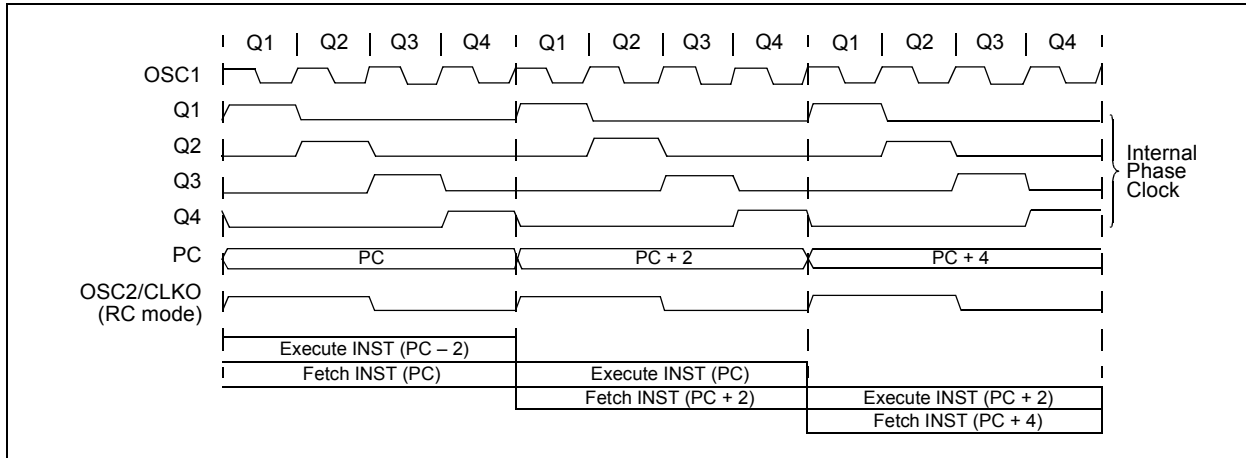 Q1 Q2 Q3 Q4 Q1 Q2 Q3 Q4 Q1 Q2 Q3 Q4
OSC1
Q1
Q2
Q3
Q4
Internal
Phase
Clock
PC PC PC + 2 PC + 4
OSC2/CLKO
(RC mode)
Execute INST (PC – 2)
Fetch INST (PC) Execute INST (PC)
Fetch INST (PC + 2) Execute INST (PC + 2)
Fetch INST (PC + 4)